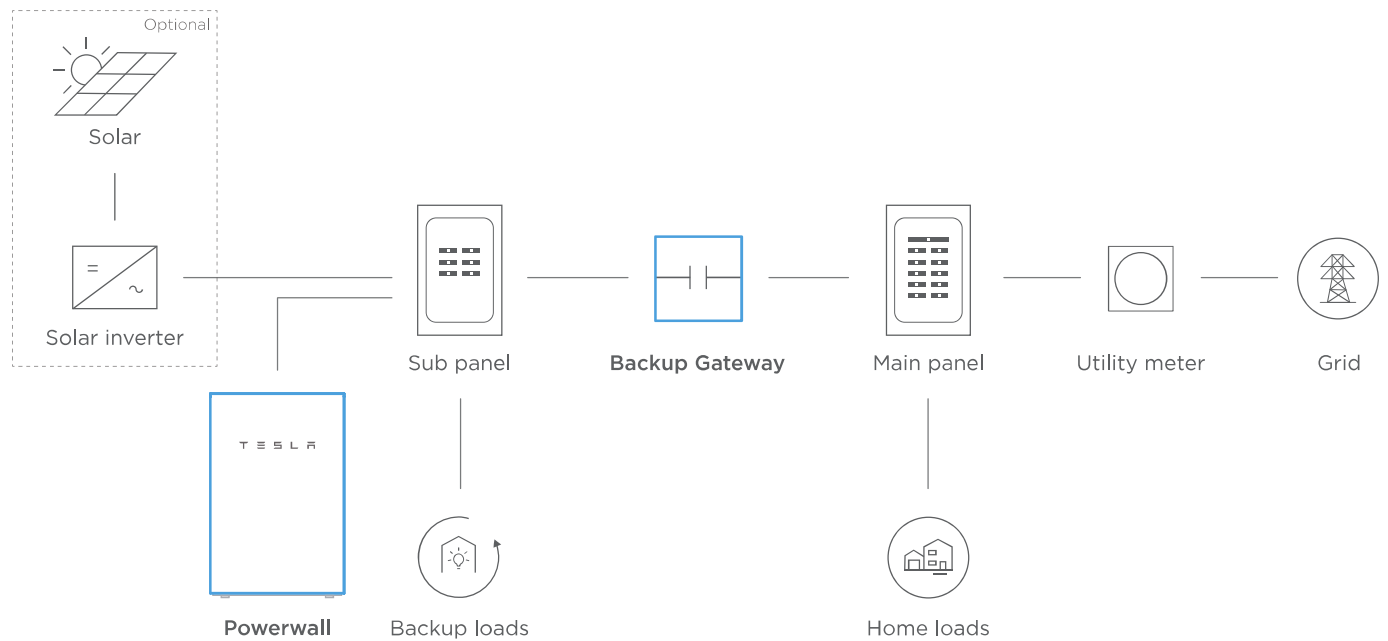 Optional
Solar
Solar inverter
Sub panel
Backup Gateway
Main panel
Utility meter
Grid
TESLA
Powerwall
Backup loads
Home loads